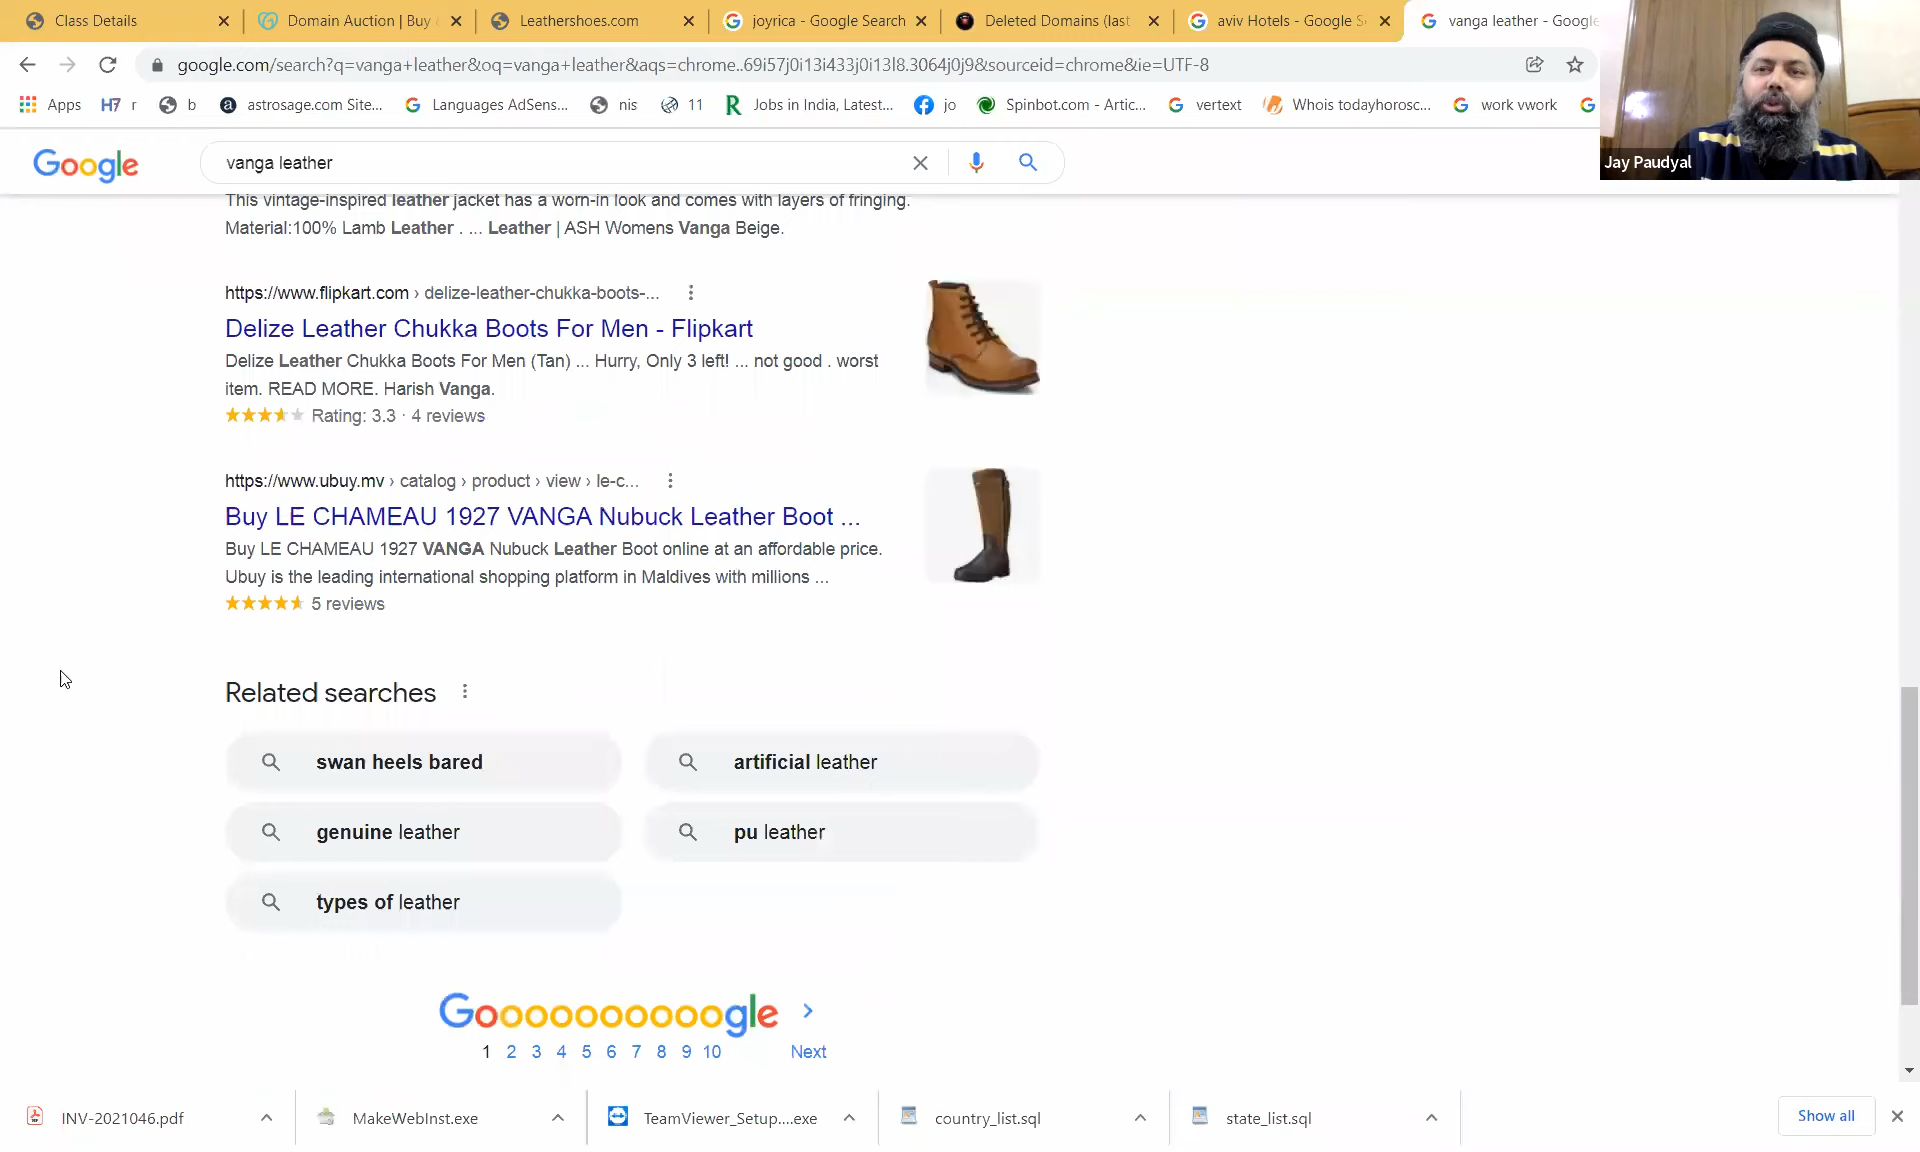 Class Details
Domain Auction | Buy
Leathershoes.com
joyrica - Google Search
Deleted Domains (last
aviv Hotels - Google S
vanga leather - Google
google.com/search?q=vanga+leather&oq=vanga+leather&aqs=chrome..69i57j0i13i433j0i13l8.3064j0j9&sourceid=chrome&ie=UTF-8
Apps
H7 r
b
astrosage.com Site...
Languages AdSens...
nis
11
Jobs in India, Latest...
jo
Spinbot.com - Artic...
vertext
Whois todayhorosc...
work vwork
Jay Paudyal
Google
vanga leather
This vintage-inspired leather jacket has a worn-in look and comes with layers of fringing.
Material:100% Lamb Leather . ... Leather | ASH Womens Vanga Beige.
https://www.flipkart.com › delize-leather-chukka-boots-...
Delize Leather Chukka Boots For Men - Flipkart
Delize Leather Chukka Boots For Men (Tan) ... Hurry, Only 3 left! ... not good . worst
item. READ MORE. Harish Vanga.
Rating: 3.3 · 4 reviews
https://www.ubuy.mv › catalog › product › view › le-c...
Buy LE CHAMEAU 1927 VANGA Nubuck Leather Boot ...
Buy LE CHAMEAU 1927 VANGA Nubuck Leather Boot online at an affordable price.
Ubuy is the leading international shopping platform in Maldives with millions ...
5 reviews
Related searches
swan heels bared
artificial leather
genuine leather
pu leather
types of leather
Goooooooooogle
1 2 3 4 5 6 7 8 9 10 Next
INV-2021046.pdf
MakeWebInst.exe
TeamViewer_Setup....exe
country_list.sql
state_list.sql
Show all